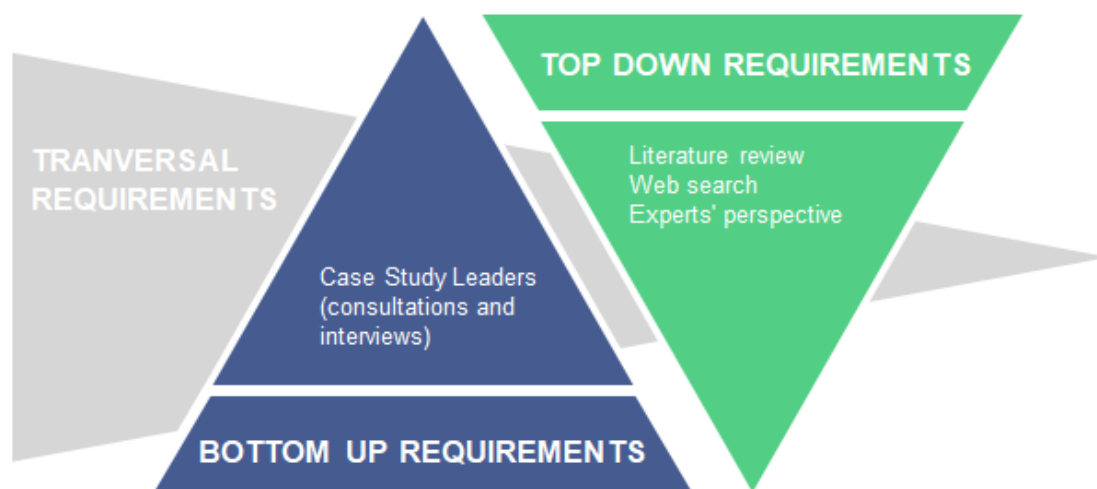 TRANVERSAL
REQUIREMENTS
Case Study Leaders
(consultations and
interviews)
BOTTOM UP REQUIREMENTS
TOP DOWN REQUIREMENTS
Literature review
Web search
Experts' perspective